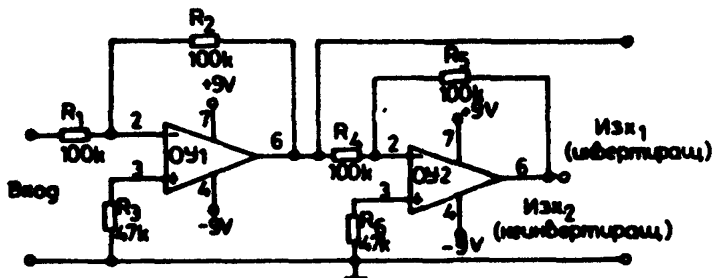 R2
100k
+9V
R1
100k
2
7
3
4
6
ОУ1
-9V
Вход
R3
47k
R5
100k
+9V
R4
100k
2
7
3
4
6
ОУ2
-9V
R6
47k
Изх1
(инвертиращ)
Изх2
(неинвертиращ)